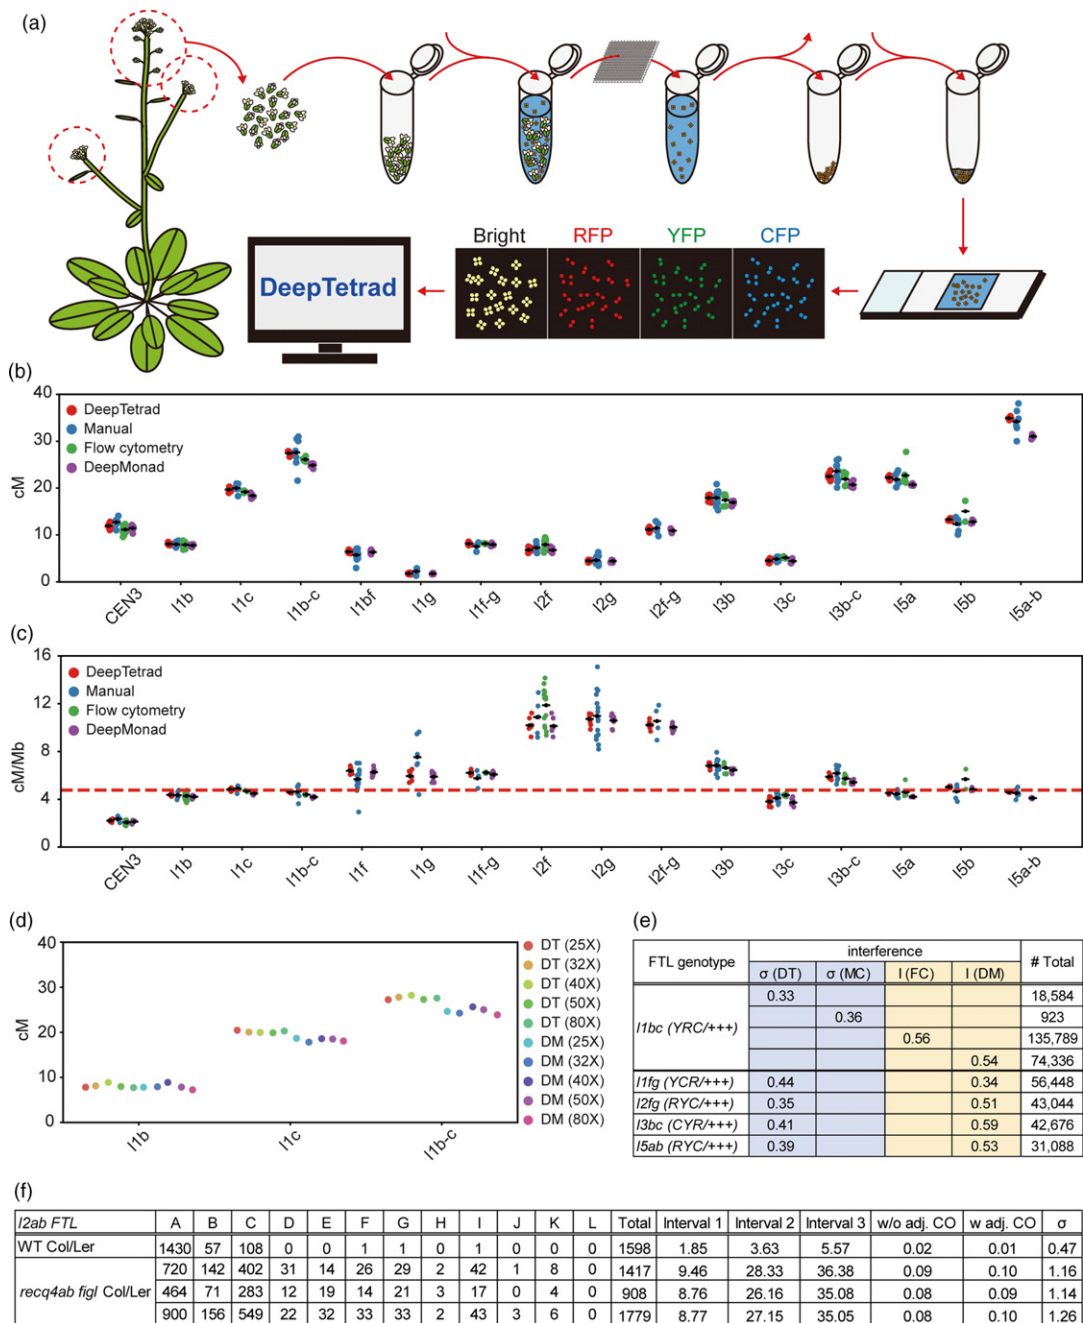 (a)
Bright RFP YFP CFP
DeepTetrad
(b)
40
30
20
10
0
cM
DeepTetrad
Manual
Flow cytometry
DeepMonad
CEN3 I1b I1c I1b-c I1bf I1g I1f-g I2f I2g I2f-g I3b I3c I3b-c I5a I5b I5a-b
(c)
16
12
8
4
0
cM/Mb
DeepTetrad
Manual
Flow cytometry
DeepMonad
CEN3 I1b I1c I1b-c I1f I1g I1f-g I2f I2g I2f-g I3b I3c I3b-c I5a I5b I5a-b
(d)
40
30
20
10
0
cM
I1b I1c I1b-c
DT (25X)
DT (32X)
DT (40X)
DT (50X)
DT (80X)
DM (25X)
DM (32X)
DM (40X)
DM (50X)
DM (80X)
(e)
FTL genotype interference # Total
σ (DT) σ (MC) I (FC) I (DM)
I1bc (YRC/+++) 0.33 18,584
0.36 923
0.56 135,789
0.54 74,336
I1fg (YCR/+++) 0.44 0.34 56,448
I2fg (RYC/+++) 0.35 0.51 43,044
I3bc (CYR/+++) 0.41 0.59 42,676
I5ab (RYC/+++) 0.39 0.53 31,088
(f)
I2ab FTL A B C D E F G H I J K L Total Interval 1 Interval 2 Interval 3 w/o adj. CO w adj. CO σ
WT Col/Ler 1430 57 108 0 0 1 1 0 1 0 0 0 1598 1.85 3.63 5.57 0.02 0.01 0.47
recq4ab figl Col/Ler 720 142 402 31 14 26 29 2 42 1 8 0 1417 9.46 28.33 36.38 0.09 0.10 1.16
464 71 283 12 19 14 21 3 17 0 4 0 908 8.76 26.16 35.08 0.08 0.09 1.14
900 156 549 22 32 33 33 2 43 3 6 0 1779 8.77 27.15 35.05 0.08 0.10 1.26